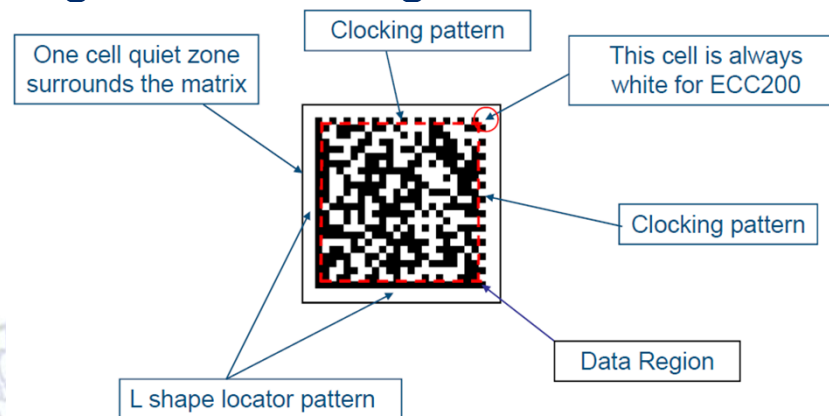 Clocking pattern
One cell quiet zone
surrounds the matrix
This cell is always
white for ECC200
Clocking pattern
Data Region
L shape locator pattern